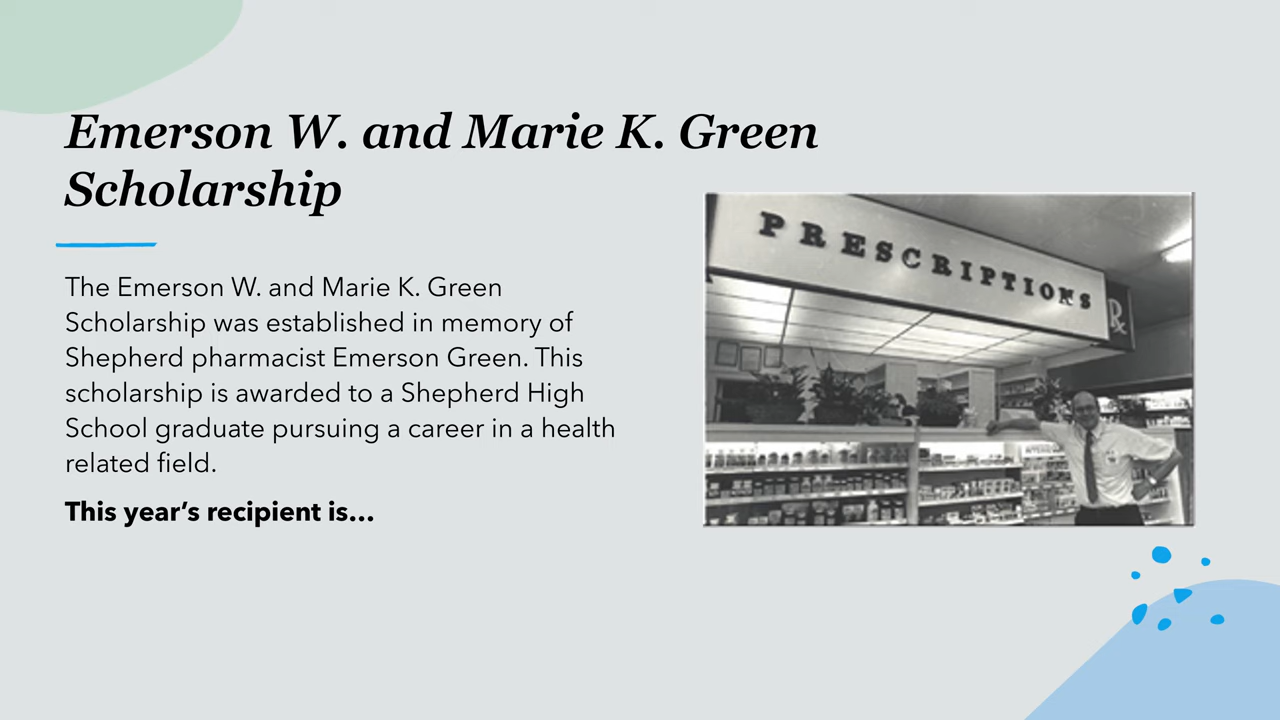 Emerson W. and Marie K. Green
Scholarship
The Emerson W. and Marie K. Green
Scholarship was established in memory of
Shepherd pharmacist Emerson Green. This
scholarship is awarded to a Shepherd High
School graduate pursuing a career in a health
related field.
This year’s recipient is...
PRESCRIPTIONS
℞